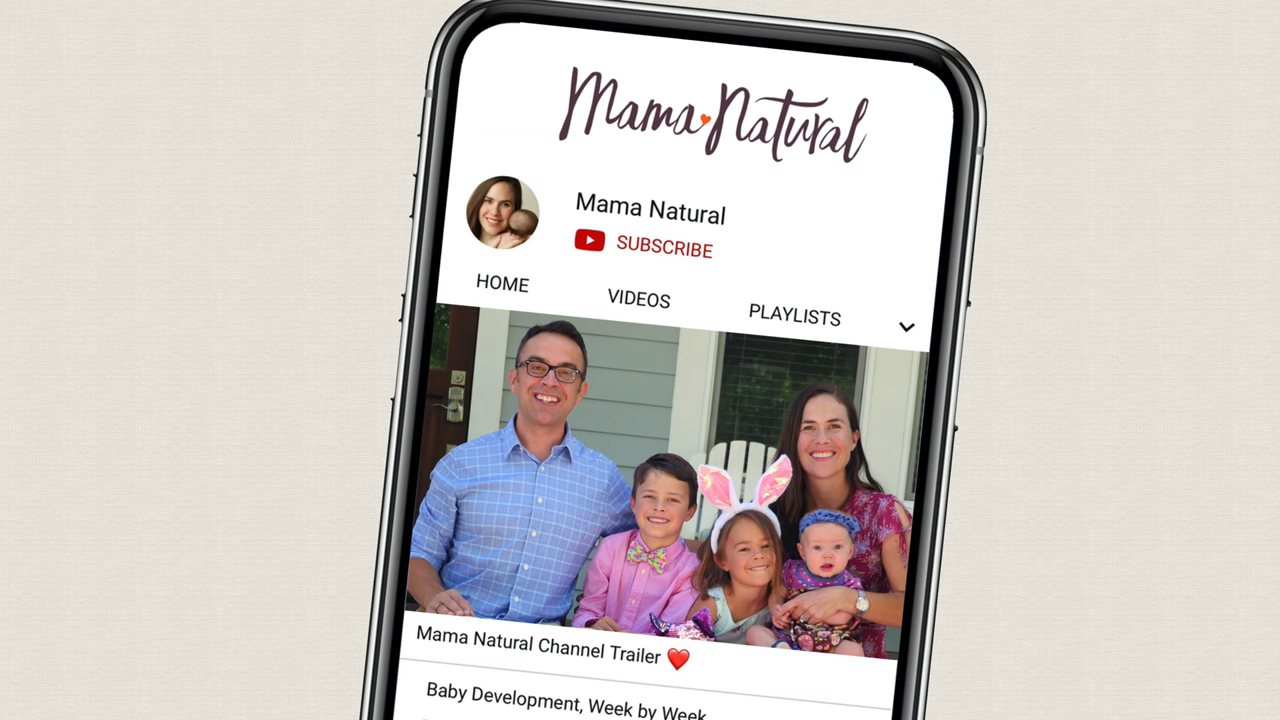 Mama Natural
Mama Natural
SUBSCRIBE
HOME VIDEOS PLAYLISTS
Mama Natural Channel Trailer ❤️
Baby Development, Week by Week